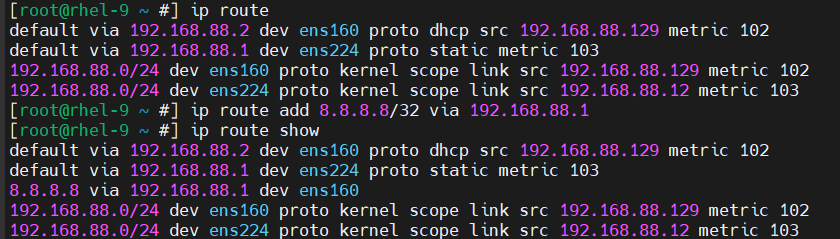 [root@rhel-9 ~ #] ip route
default via 192.168.88.2 dev ens160 proto dhcp src 192.168.88.129 metric 102
default via 192.168.88.1 dev ens224 proto static metric 103
192.168.88.0/24 dev ens160 proto kernel scope link src 192.168.88.129 metric 102
192.168.88.0/24 dev ens224 proto kernel scope link src 192.168.88.12 metric 103
[root@rhel-9 ~ #] ip route add 8.8.8.8/32 via 192.168.88.1
[root@rhel-9 ~ #] ip route show
default via 192.168.88.2 dev ens160 proto dhcp src 192.168.88.129 metric 102
default via 192.168.88.1 dev ens224 proto static metric 103
8.8.8.8 via 192.168.88.1 dev ens160
192.168.88.0/24 dev ens160 proto kernel scope link src 192.168.88.129 metric 102
192.168.88.0/24 dev ens224 proto kernel scope link src 192.168.88.12 metric 103